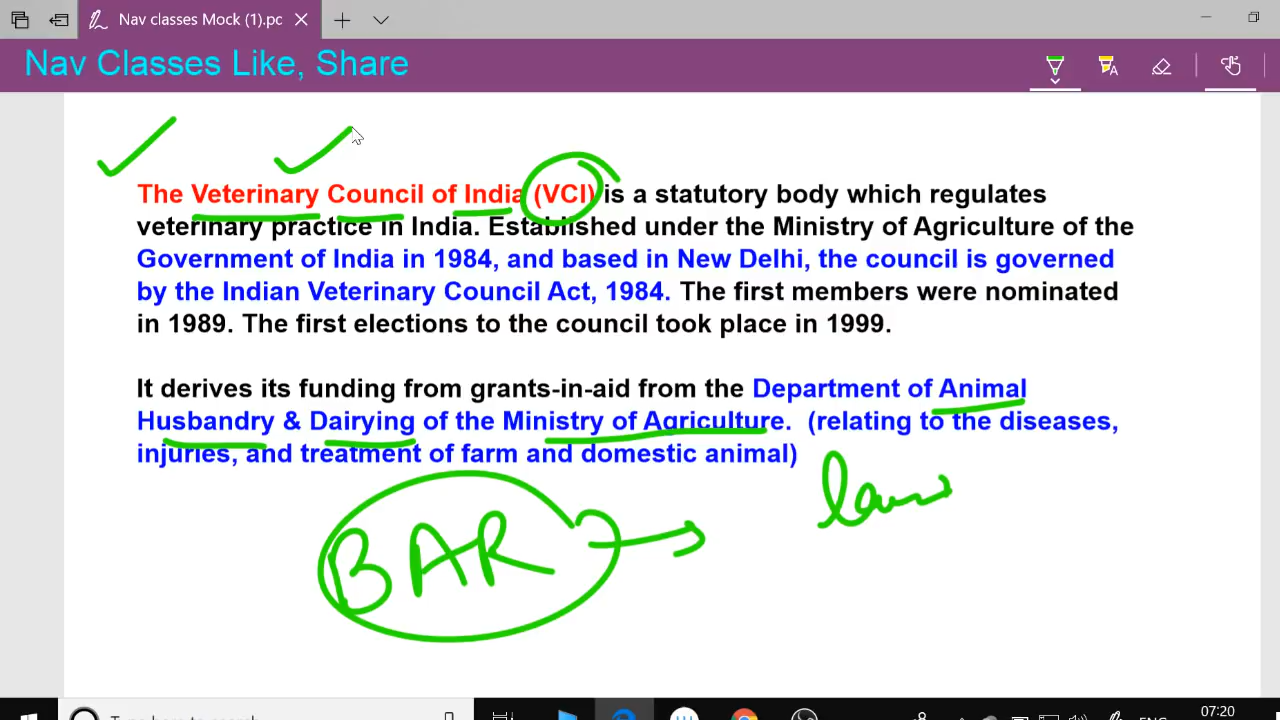 Nav classes Mock (1).pc
Nav Classes Like, Share
The Veterinary Council of India (VCI) is a statutory body which regulates
veterinary practice in India. Established under the Ministry of Agriculture of the
Government of India in 1984, and based in New Delhi, the council is governed
by the Indian Veterinary Council Act, 1984. The first members were nominated
in 1989. The first elections to the council took place in 1999.
It derives its funding from grants-in-aid from the Department of Animal
Husbandry & Dairying of the Ministry of Agriculture. (relating to the diseases,
injuries, and treatment of farm and domestic animal)
BAR
07:20